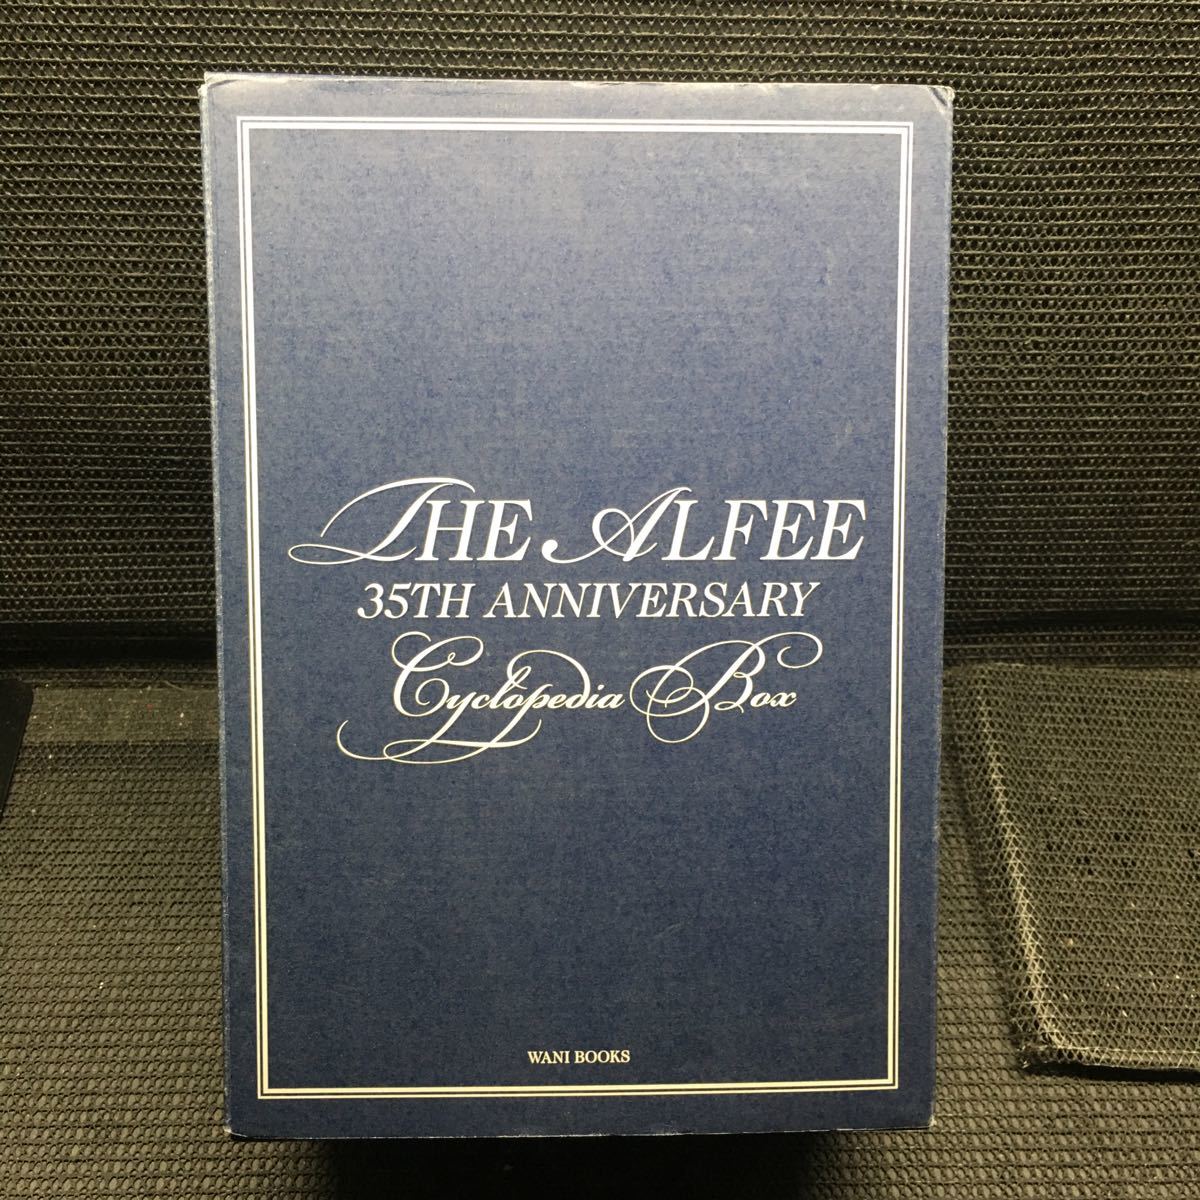 THE ALFEE
35TH ANNIVERSARY
Cyclopedia Box
WANI BOOKS